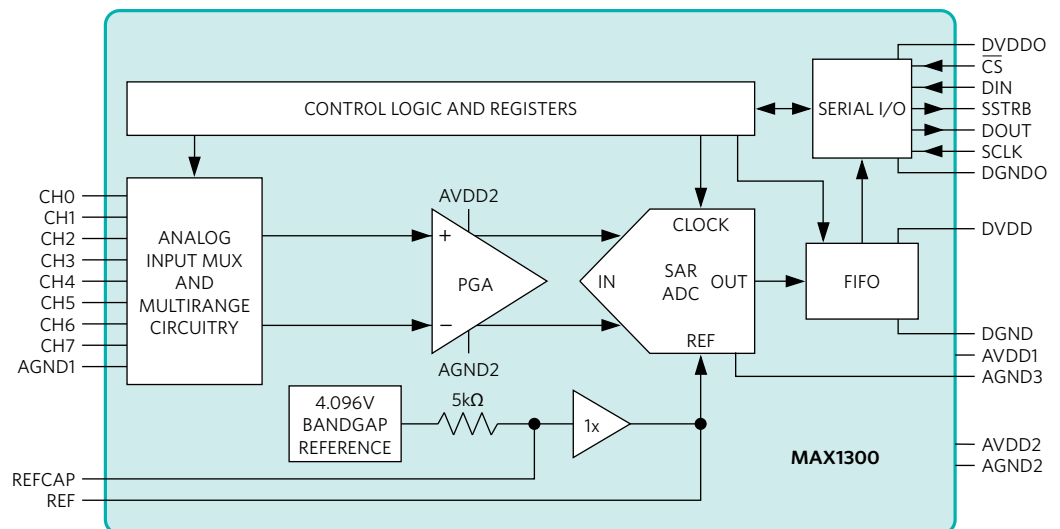 DVDDO
CS
DIN
SSTRB
DOUT
SCLK
DGNDO
CONTROL LOGIC AND REGISTERS
SERIAL I/O
CH0
CH1
CH2
CH3
CH4
CH5
CH6
CH7
AGND1
ANALOG
INPUT MUX
AND
MULTIRANGE
CIRCUITRY
AVDD2
+
PGA
−
AGND2
CLOCK
IN
SAR
ADC
OUT
REF
FIFO
DVDD
DGND
AVDD1
AGND3
4.096V
BANDGAP
REFERENCE
5kΩ
1x
AVDD2
AGND2
MAX1300
REFCAP
REF